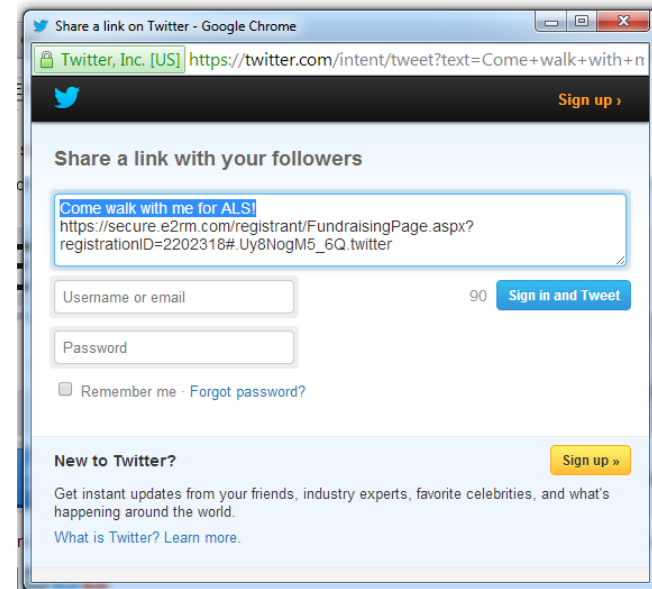 Share a link on Twitter - Google Chrome
Twitter, Inc. [US] https://twitter.com/intent/tweet?text=Come+walk+with+m
Sign up ›
Share a link with your followers
Come walk with me for ALS!
https://secure.e2rm.com/registrant/FundraisingPage.aspx?
registrationID=2202318#.Uy8NogM5_6Q.twitter
Username or email
90 Sign in and Tweet
Password
Remember me · Forgot password?
New to Twitter?
Sign up »
Get instant updates from your friends, industry experts, favorite celebrities, and what's
happening around the world.
What is Twitter? Learn more.